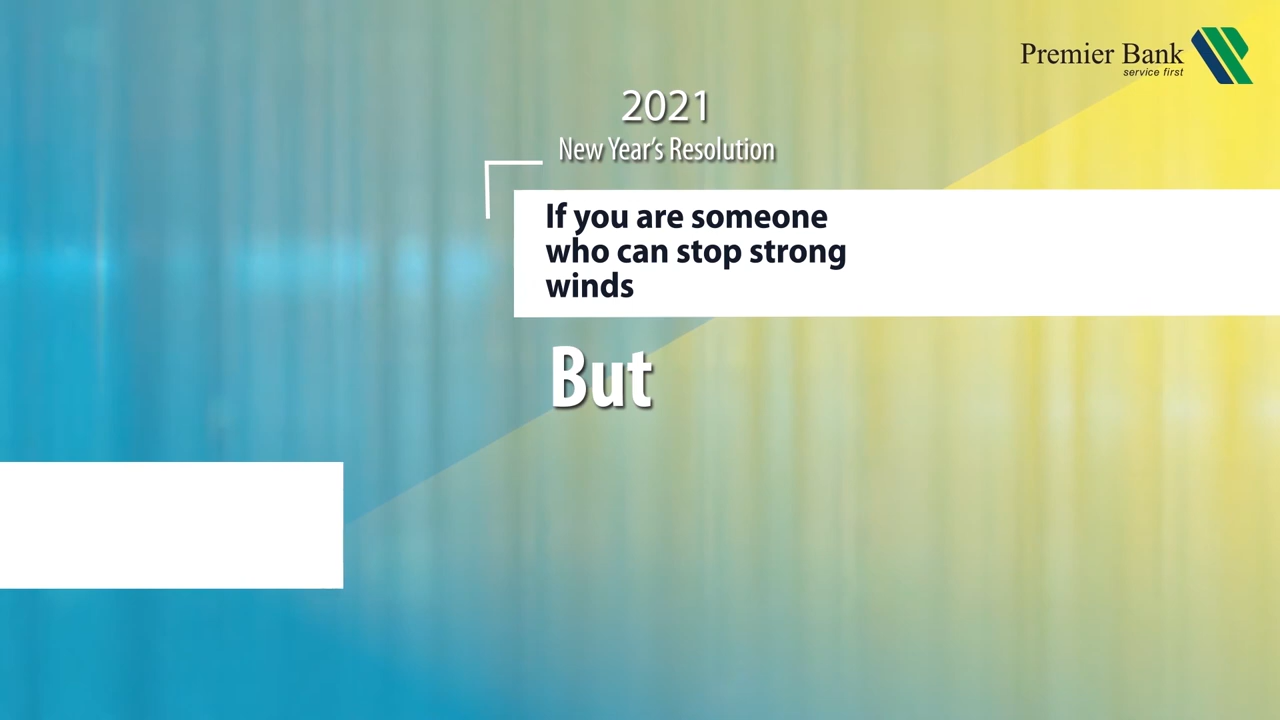 Premier Bank
service first
2021
New Year's Resolution
If you are someone
who can stop strong
winds
But